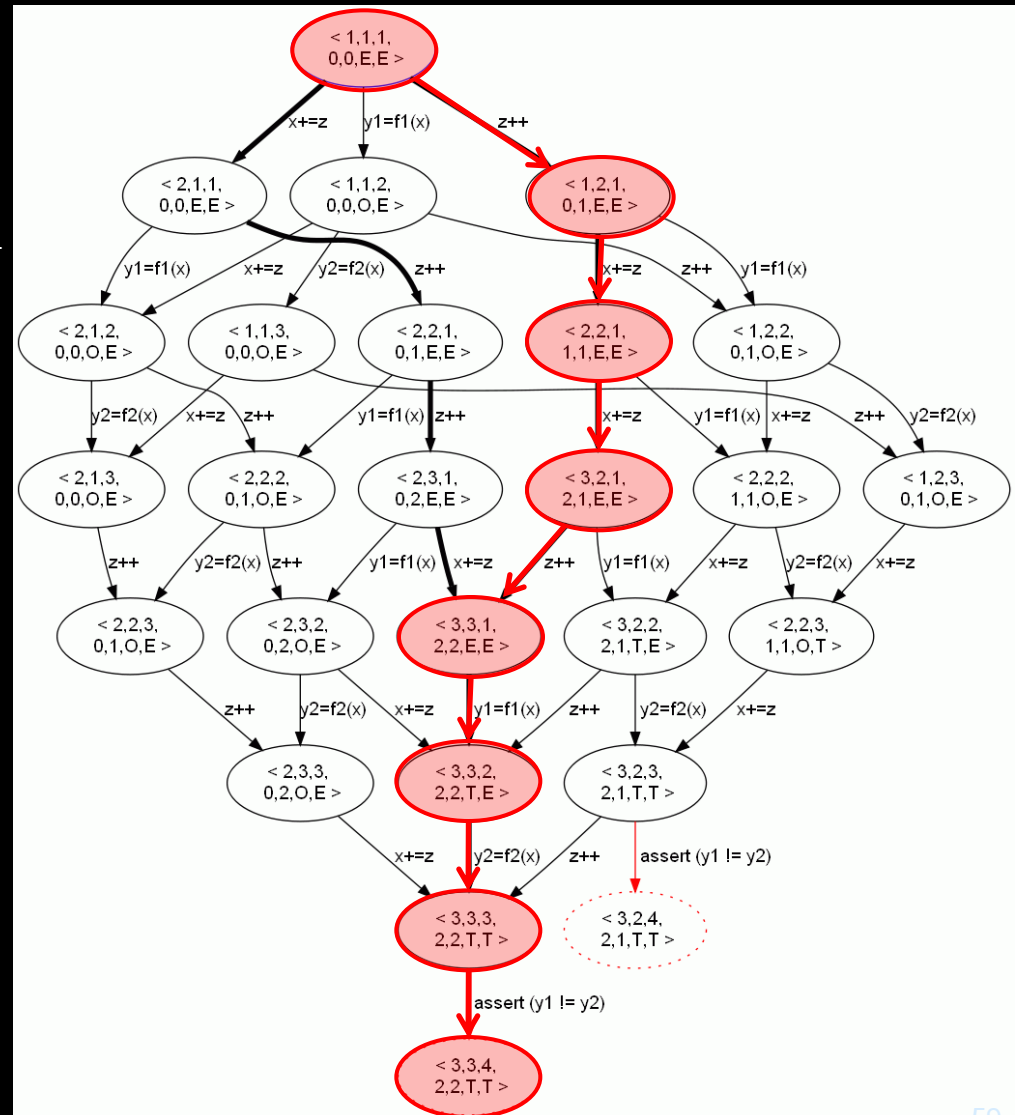 < 1,1,1,
0,0,E,E >
x+=z
y1=f1(x)
z++
< 2,1,1,
0,0,E,E >
< 1,1,2,
0,0,O,E >
< 1,2,1,
0,1,E,E >
y1=f1(x)
x+=z
y2=f2(x)
z++
x+=z
z++
y1=f1(x)
< 2,1,2,
0,0,O,E >
< 1,1,3,
0,0,O,E >
< 2,2,1,
0,1,E,E >
< 2,2,1,
1,1,E,E >
< 1,2,2,
0,1,O,E >
y2=f2(x)
x+=z
z++
y1=f1(x)
z++
x+=z
y1=f1(x)
x+=z
z++
y2=f2(x)
< 2,1,3,
0,0,O,E >
< 2,2,2,
0,1,O,E >
< 2,3,1,
0,2,E,E >
< 3,2,1,
2,1,E,E >
< 2,2,2,
1,1,O,E >
< 1,2,3,
0,1,O,E >
z++
y2=f2(x)
z++
y1=f1(x)
x+=z
z++
y1=f1(x)
x+=z
y2=f2(x)
x+=z
< 2,2,3,
0,1,O,E >
< 2,3,2,
0,2,O,E >
< 3,3,1,
2,2,E,E >
< 3,2,2,
2,1,T,E >
< 2,2,3,
1,1,O,T >
z++
y2=f2(x)
x+=z
y1=f1(x)
z++
y2=f2(x)
x+=z
< 2,3,3,
0,2,O,E >
< 3,3,2,
2,2,T,E >
< 3,2,3,
2,1,T,T >
x+=z
y2=f2(x)
z++
assert (y1 != y2)
< 3,3,3,
2,2,T,T >
< 3,2,4,
2,1,T,T >
assert (y1 != y2)
< 3,3,4,
2,2,T,T >